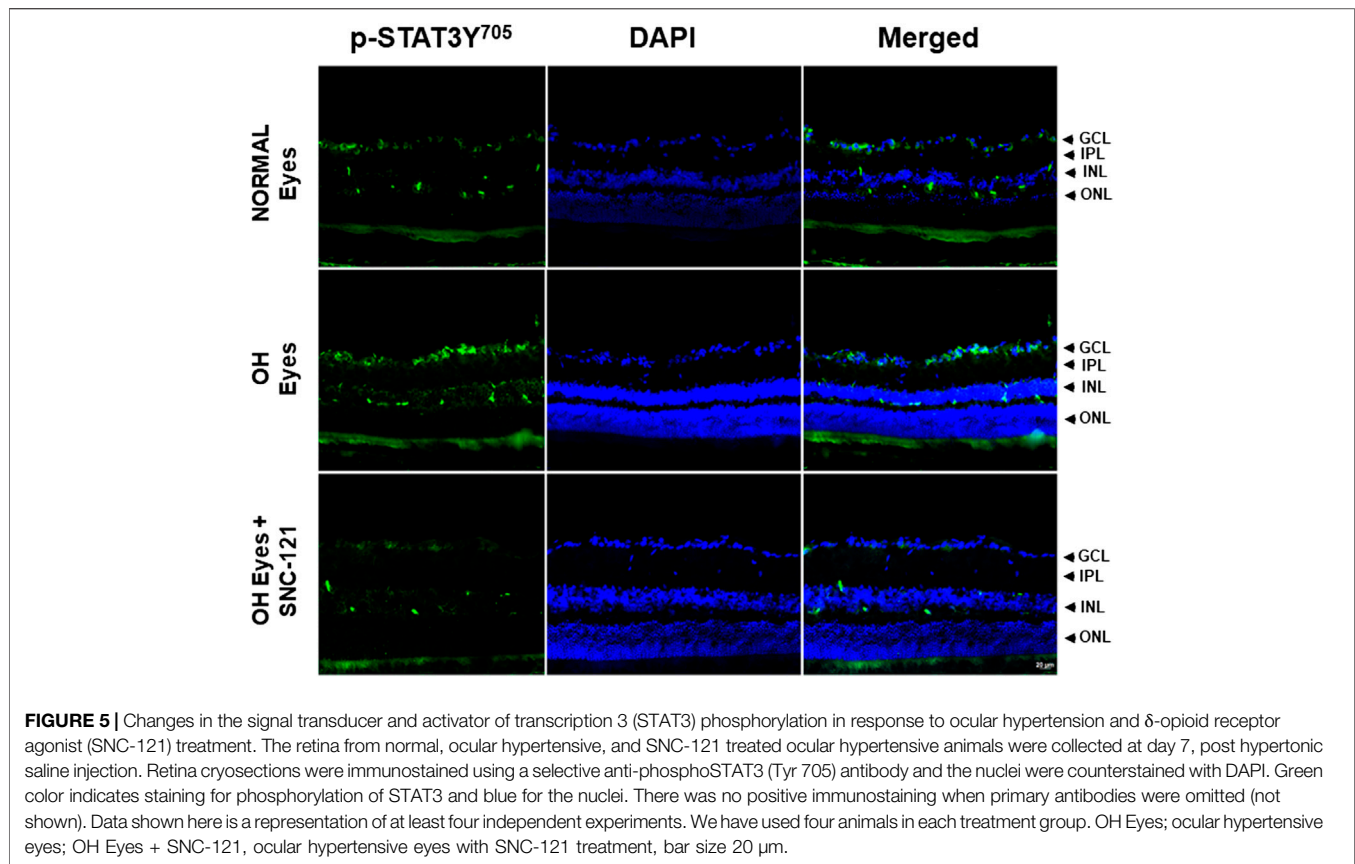 p-STAT3Y⁷⁰⁵ DAPI Merged
NORMAL
Eyes
GCL
IPL
INL
ONL
OH
Eyes
GCL
IPL
INL
ONL
OH Eyes +
SNC-121
GCL
IPL
INL
ONL
20 µm
FIGURE 5 | Changes in the signal transducer and activator of transcription 3 (STAT3) phosphorylation in response to ocular hypertension and δ-opioid receptor
agonist (SNC-121) treatment. The retina from normal, ocular hypertensive, and SNC-121 treated ocular hypertensive animals were collected at day 7, post hypertonic
saline injection. Retina cryosections were immunostained using a selective anti-phosphoSTAT3 (Tyr 705) antibody and the nuclei were counterstained with DAPI. Green
color indicates staining for phosphorylation of STAT3 and blue for the nuclei. There was no positive immunostaining when primary antibodies were omitted (not
shown). Data shown here is a representation of at least four independent experiments. We have used four animals in each treatment group. OH Eyes; ocular hypertensive
eyes; OH Eyes + SNC-121, ocular hypertensive eyes with SNC-121 treatment, bar size 20 µm.